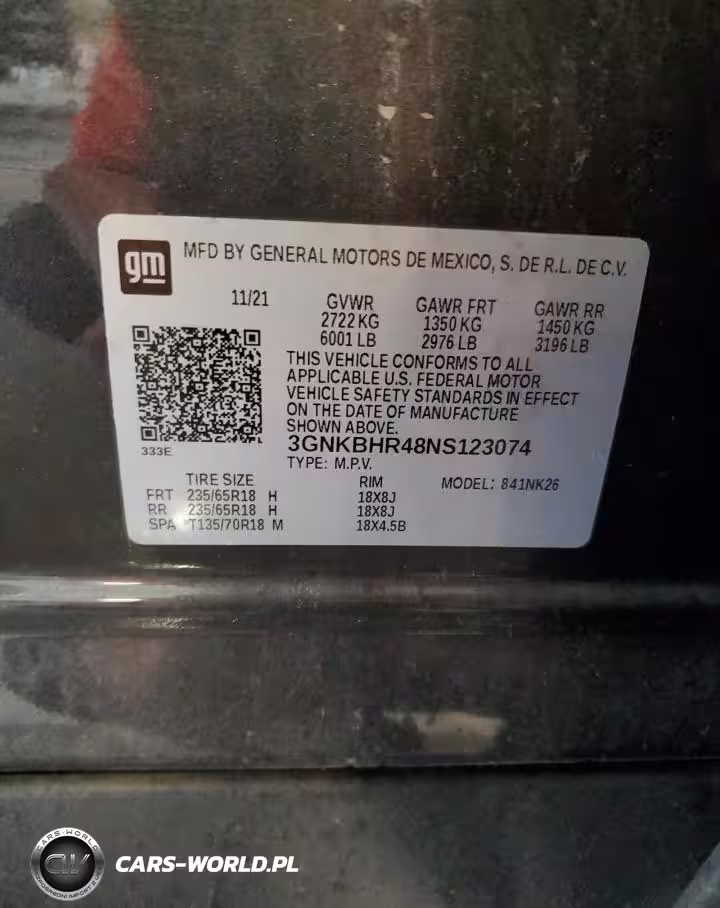 gm
MFD BY GENERAL MOTORS DE MEXICO, S. DE R.L. DE C.V.
11/21 GVWR GAWR FRT GAWR RR
2722 KG 1350 KG 1450 KG
6001 LB 2976 LB 3196 LB
THIS VEHICLE CONFORMS TO ALL
APPLICABLE U.S. FEDERAL MOTOR
VEHICLE SAFETY STANDARDS IN EFFECT
ON THE DATE OF MANUFACTURE
SHOWN ABOVE.
333E 3GNKBHR48NS123074
TYPE: M.P.V.
TIRE SIZE RIM MODEL: 841NK26
FRT 235/65R18 H 18X8J
RR 235/65R18 H 18X8J
SPA *T135/70R18 M 18X4.5B
CARS-WORLD
CW
CARS-WORLD.PL